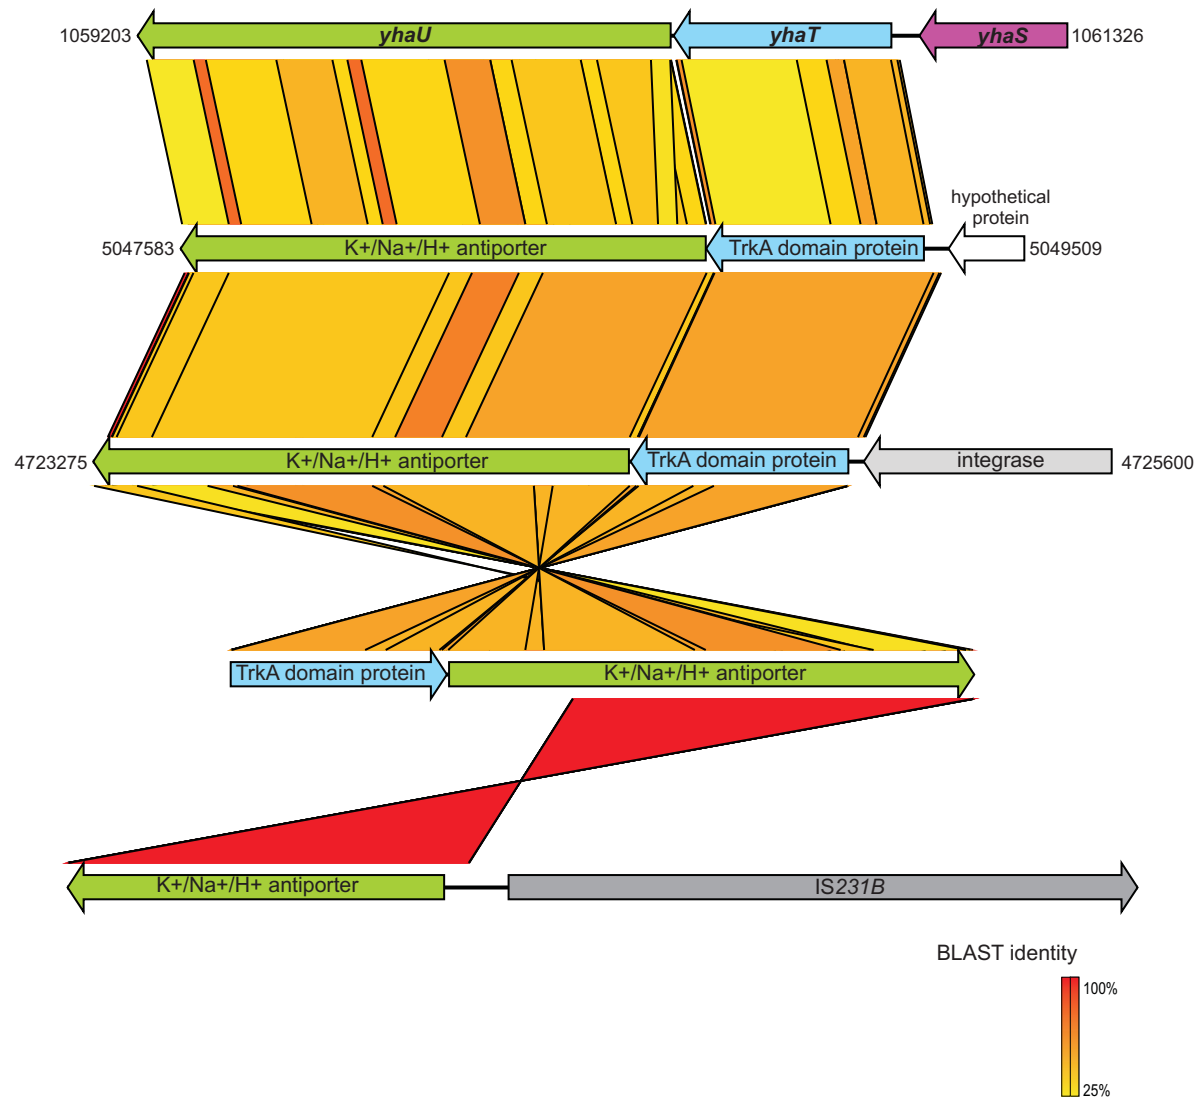 1059203 yhaU yhaT yhaS 1061326
hypothetical
protein
5047583 K+/Na+/H+ antiporter TrkA domain protein 5049509
4723275 K+/Na+/H+ antiporter TrkA domain protein integrase 4725600
TrkA domain protein K+/Na+/H+ antiporter
K+/Na+/H+ antiporter IS231B
BLAST identity
100%
25%